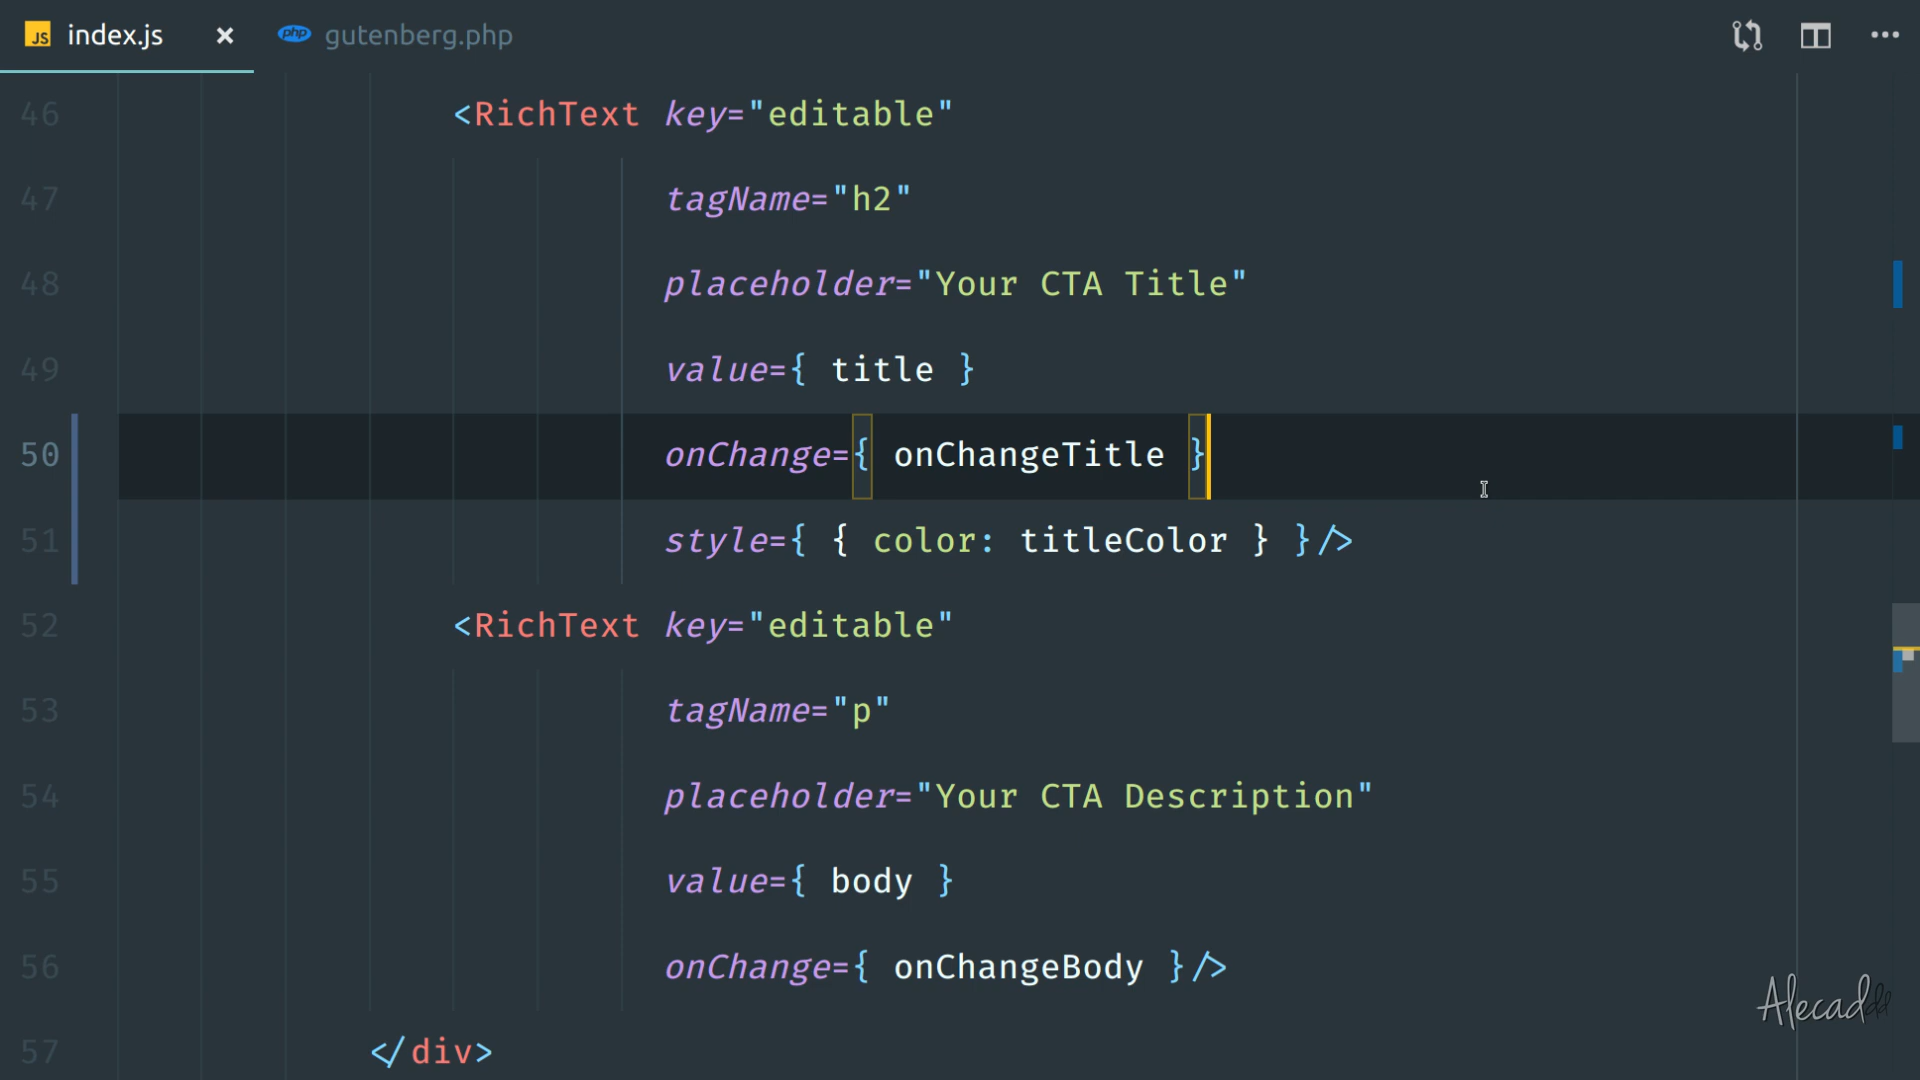 JS index.js × php gutenberg.php
46 <RichText key="editable"
47 tagName="h2"
48 placeholder="Your CTA Title"
49 value={ title }
50 onChange={ onChangeTitle }
51 style={ { color: titleColor } }/>
52 <RichText key="editable"
53 tagName="p"
54 placeholder="Your CTA Description"
55 value={ body }
56 onChange={ onChangeBody }/>
57 </div>
Alecaddd